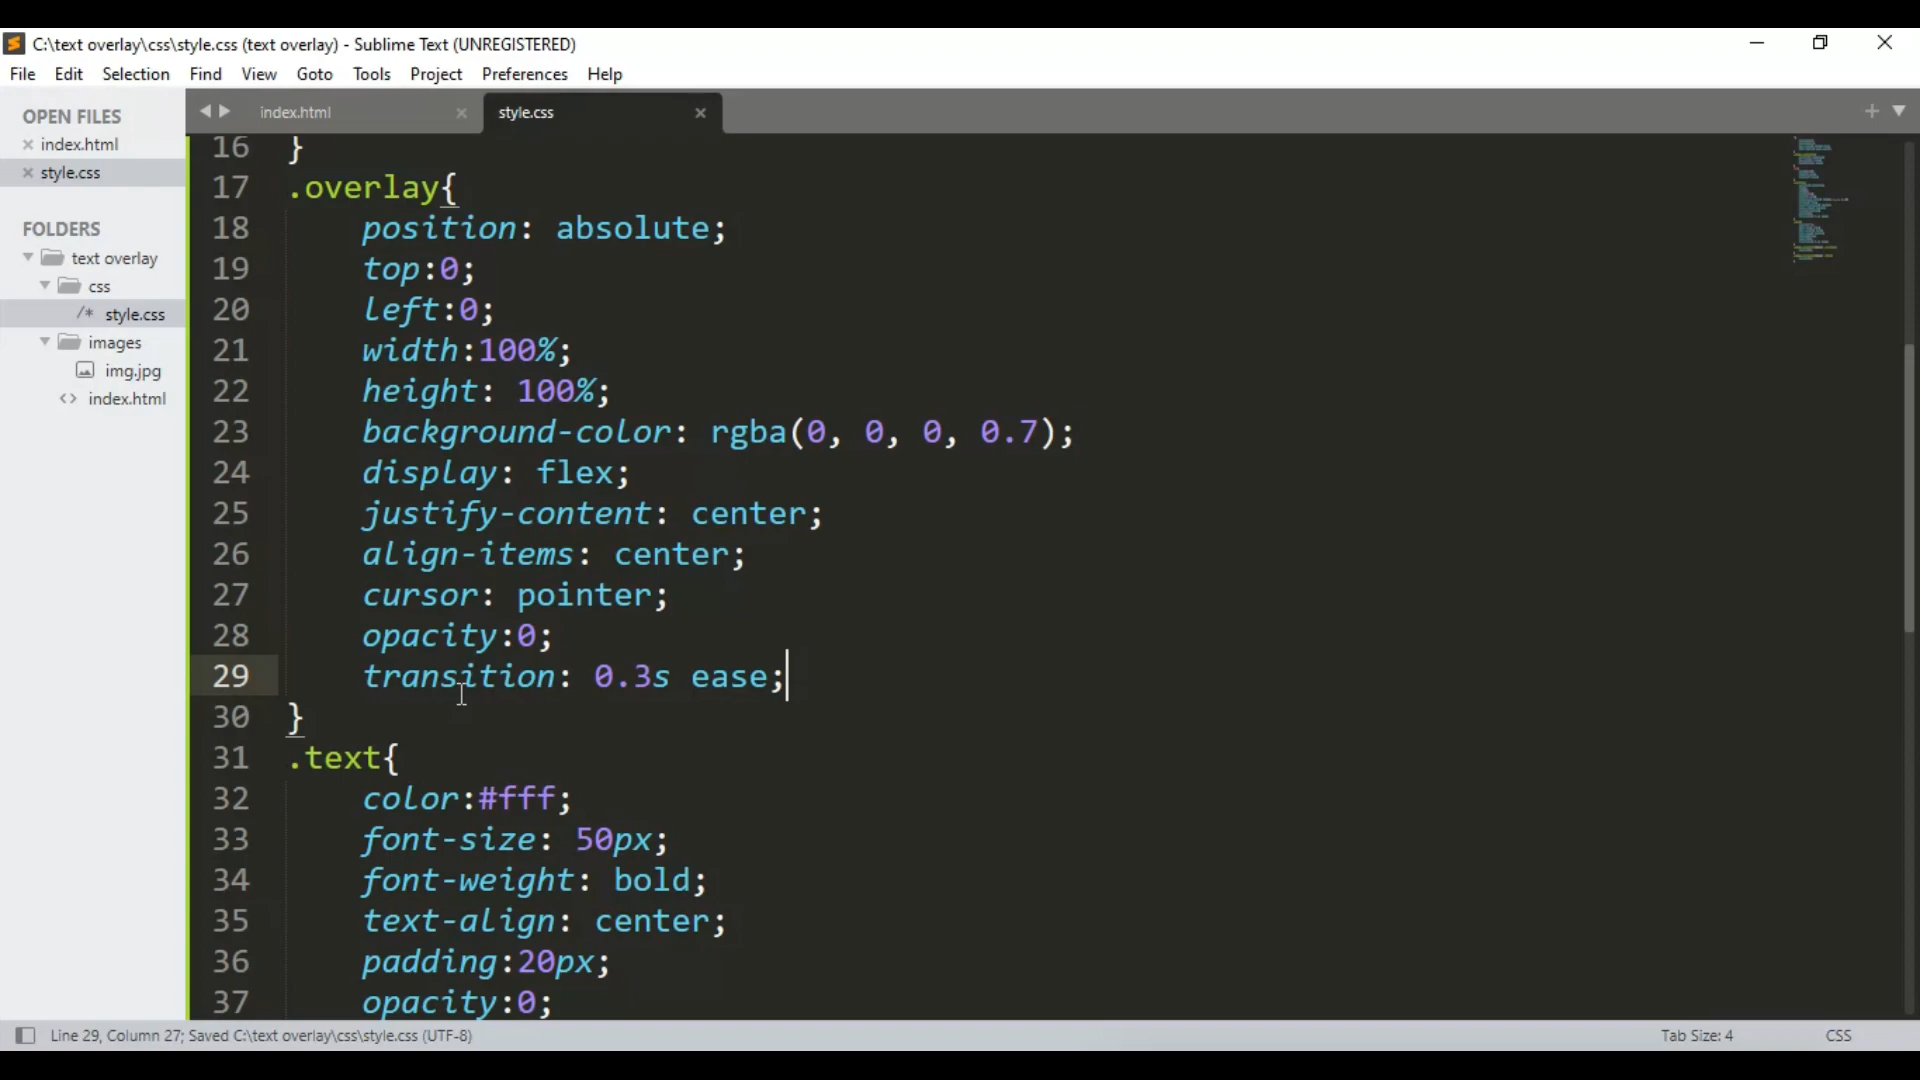 C:\text overlay\css\style.css (text overlay) - Sublime Text (UNREGISTERED)
File Edit Selection Find View Goto Tools Project Preferences Help
OPEN FILES
index.html
style.css
FOLDERS
text overlay
css
/* style.css
images
img.jpg
<> index.html
index.html style.css
16 }
17 .overlay{
18 position: absolute;
19 top:0;
20 left:0;
21 width:100%;
22 height: 100%;
23 background-color: rgba(0, 0, 0, 0.7);
24 display: flex;
25 justify-content: center;
26 align-items: center;
27 cursor: pointer;
28 opacity:0;
29 transition: 0.3s ease;
30 }
31 .text{
32 color:#fff;
33 font-size: 50px;
34 font-weight: bold;
35 text-align: center;
36 padding:20px;
37 opacity:0;
Line 29, Column 27; Saved C:\text overlay\css\style.css (UTF-8) Tab Size: 4 CSS